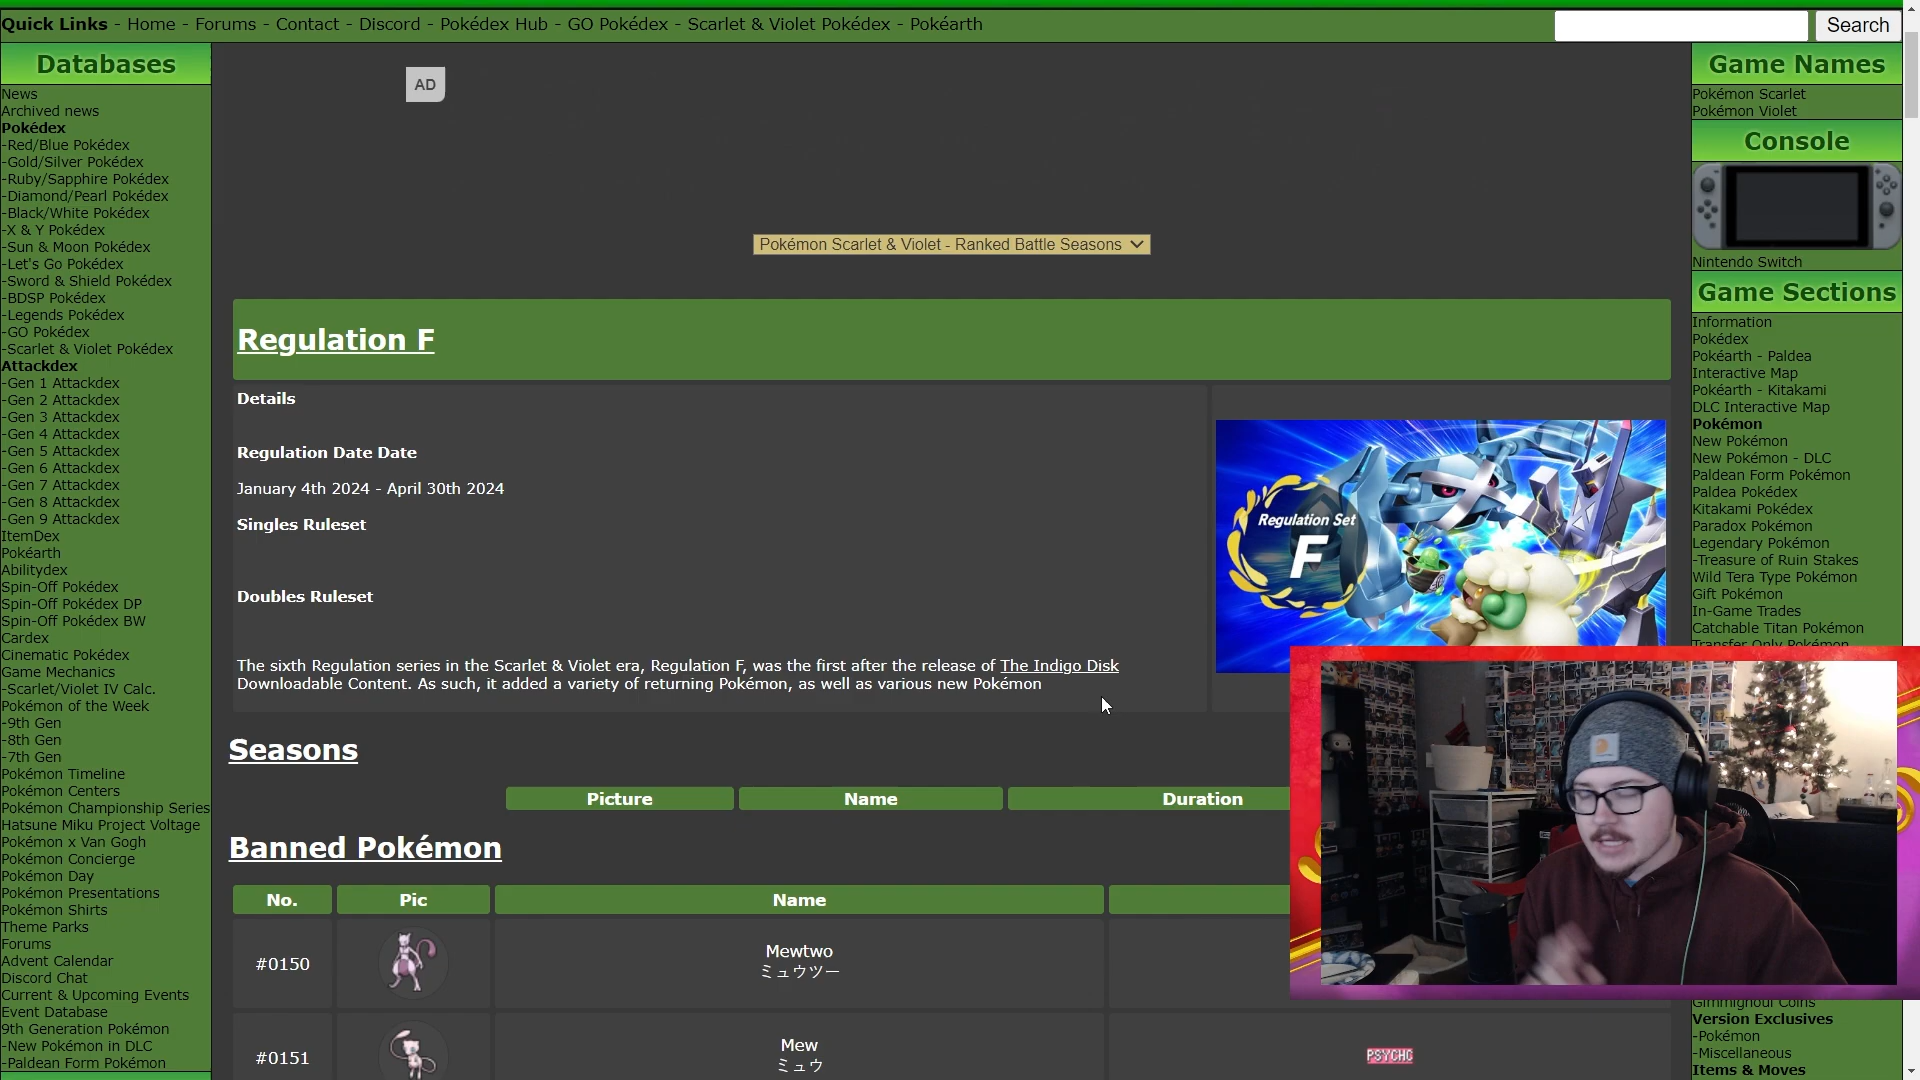 Quick Links - Home - Forums - Contact - Discord - Pokédex Hub - GO Pokédex - Scarlet & Violet Pokédex - Pokéarth
Search
Databases
News
Archived news
Pokédex
-Red/Blue Pokédex
-Gold/Silver Pokédex
-Ruby/Sapphire Pokédex
-Diamond/Pearl Pokédex
-Black/White Pokédex
-X & Y Pokédex
-Sun & Moon Pokédex
-Let's Go Pokédex
-Sword & Shield Pokédex
-BDSP Pokédex
-Legends Pokédex
-GO Pokédex
-Scarlet & Violet Pokédex
Attackdex
-Gen 1 Attackdex
-Gen 2 Attackdex
-Gen 3 Attackdex
-Gen 4 Attackdex
-Gen 5 Attackdex
-Gen 6 Attackdex
-Gen 7 Attackdex
-Gen 8 Attackdex
-Gen 9 Attackdex
ItemDex
Pokéarth
Abilitydex
Spin-Off Pokédex
Spin-Off Pokédex DP
Spin-Off Pokédex BW
Cardex
Cinematic Pokédex
Game Mechanics
-Scarlet/Violet IV Calc.
Pokémon of the Week
-9th Gen
-8th Gen
-7th Gen
Pokémon Timeline
Pokémon Centers
Pokémon Championship Series
Hatsune Miku Project Voltage
Pokémon x Van Gogh
Pokémon Concierge
Pokémon Day
Pokémon Presentations
Pokémon Shirts
Theme Parks
Forums
Advent Calendar
Discord Chat
Current & Upcoming Events
Event Database
9th Generation Pokémon
-New Pokémon in DLC
-Paldean Form Pokémon
AD
Pokémon Scarlet & Violet - Ranked Battle Seasons
Regulation F
Details
Regulation Date Date
January 4th 2024 - April 30th 2024
Singles Ruleset
Doubles Ruleset
The sixth Regulation series in the Scarlet & Violet era, Regulation F, was the first after the release of The Indigo Disk
Downloadable Content. As such, it added a variety of returning Pokémon, as well as various new Pokémon
Regulation Set
F
Seasons
Picture
Name
Duration
Banned Pokémon
No.
Pic
Name
#0150
Mewtwo
ミュウツー
#0151
Mew
ミュウ
PSYCHC
Game Names
Pokémon Scarlet
Pokémon Violet
Console
Nintendo Switch
Game Sections
Information
Pokédex
Pokéarth - Paldea
Interactive Map
Pokéarth - Kitakami
DLC Interactive Map
Pokémon
New Pokémon
New Pokémon - DLC
Paldean Form Pokémon
Paldea Pokédex
Kitakami Pokédex
Paradox Pokémon
Legendary Pokémon
-Treasure of Ruin Stakes
Wild Tera Type Pokémon
Gift Pokémon
In-Game Trades
Catchable Titan Pokémon
Transfer Only Pokémon
Gimmighoul Coins
Version Exclusives
-Pokémon
-Miscellaneous
Items & Moves